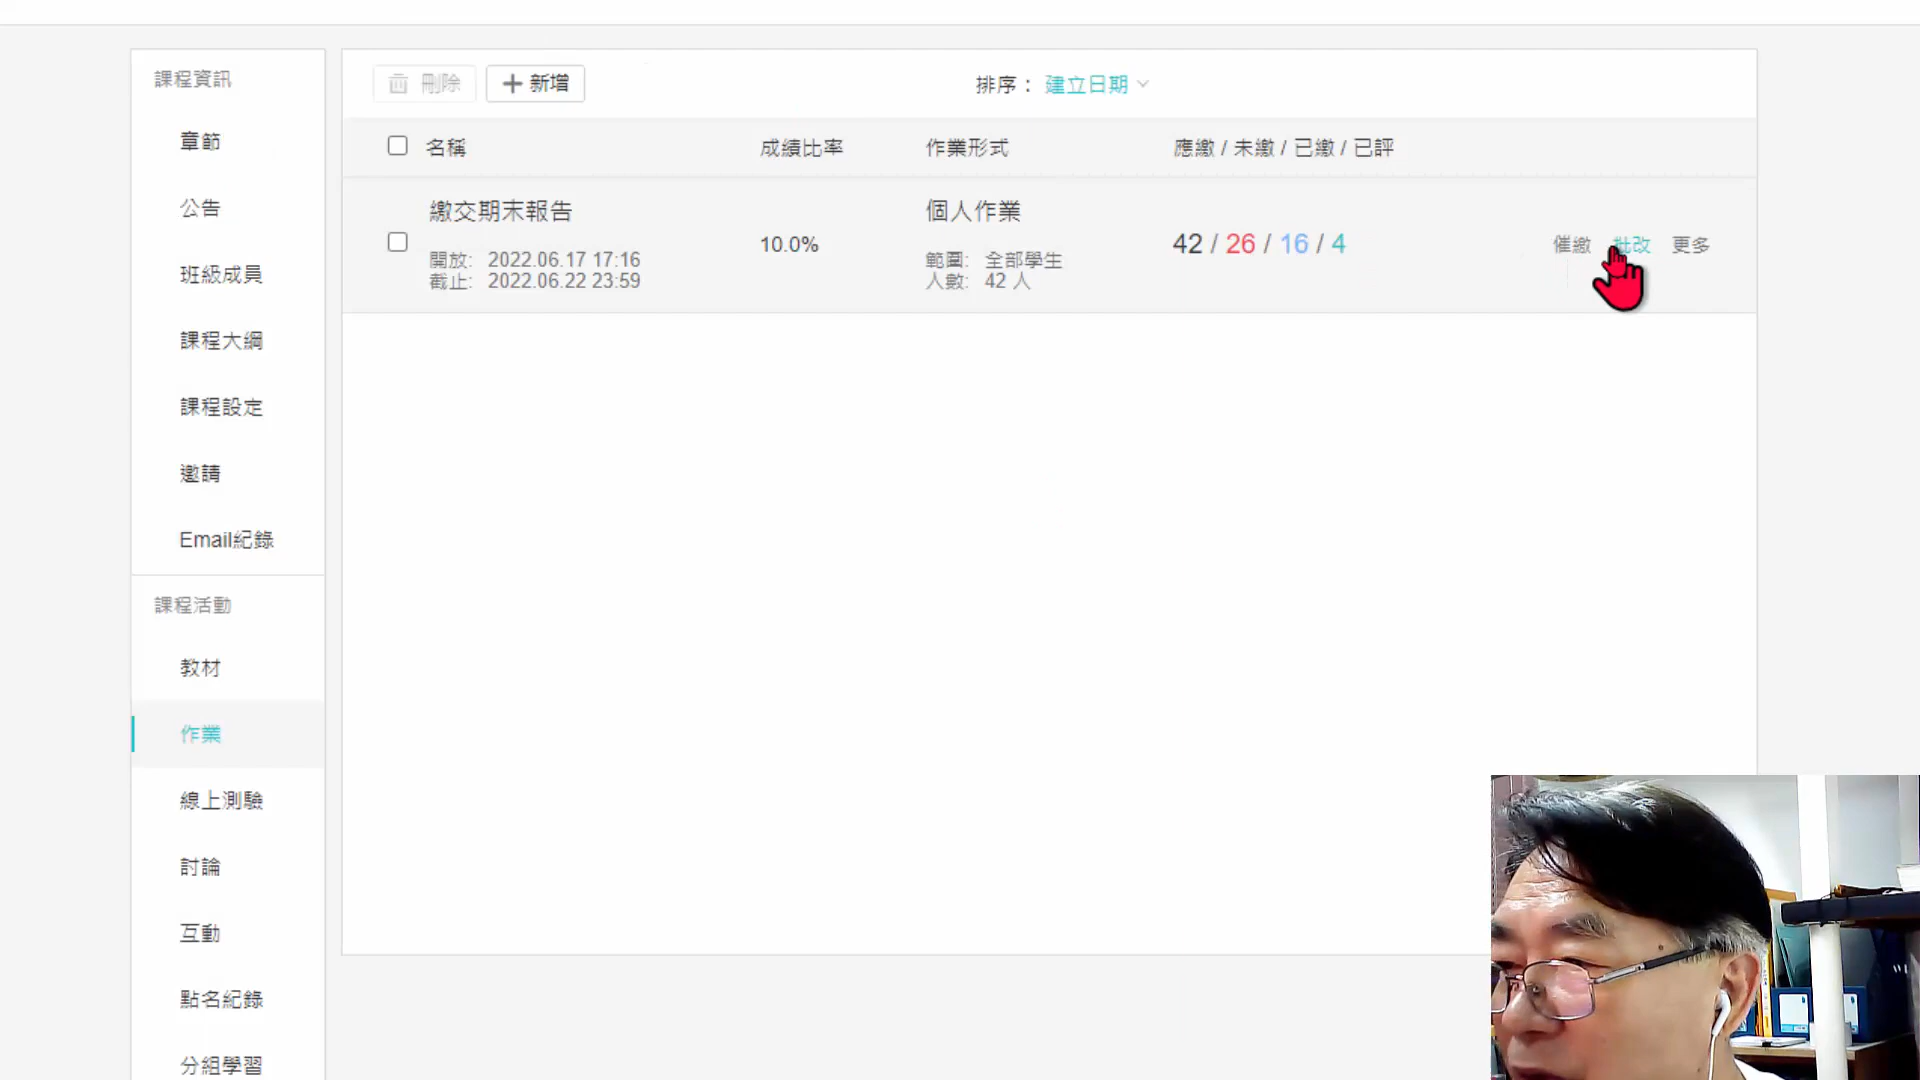 課程資訊
章節
公告
班級成員
課程大綱
課程設定
邀請
Email紀錄
課程活動
教材
作業
線上測驗
討論
互動
點名紀錄
分組學習
刪除
新增
排序： 建立日期
名稱 成績比率 作業形式 應繳 / 未繳 / 已繳 / 已評
繳交期末報告
開放: 2022.06.17 17:16
截止: 2022.06.22 23:59
10.0%
個人作業
範圍: 全部學生
人數: 42 人
42 / 26 / 16 / 4
催繳 批改 更多